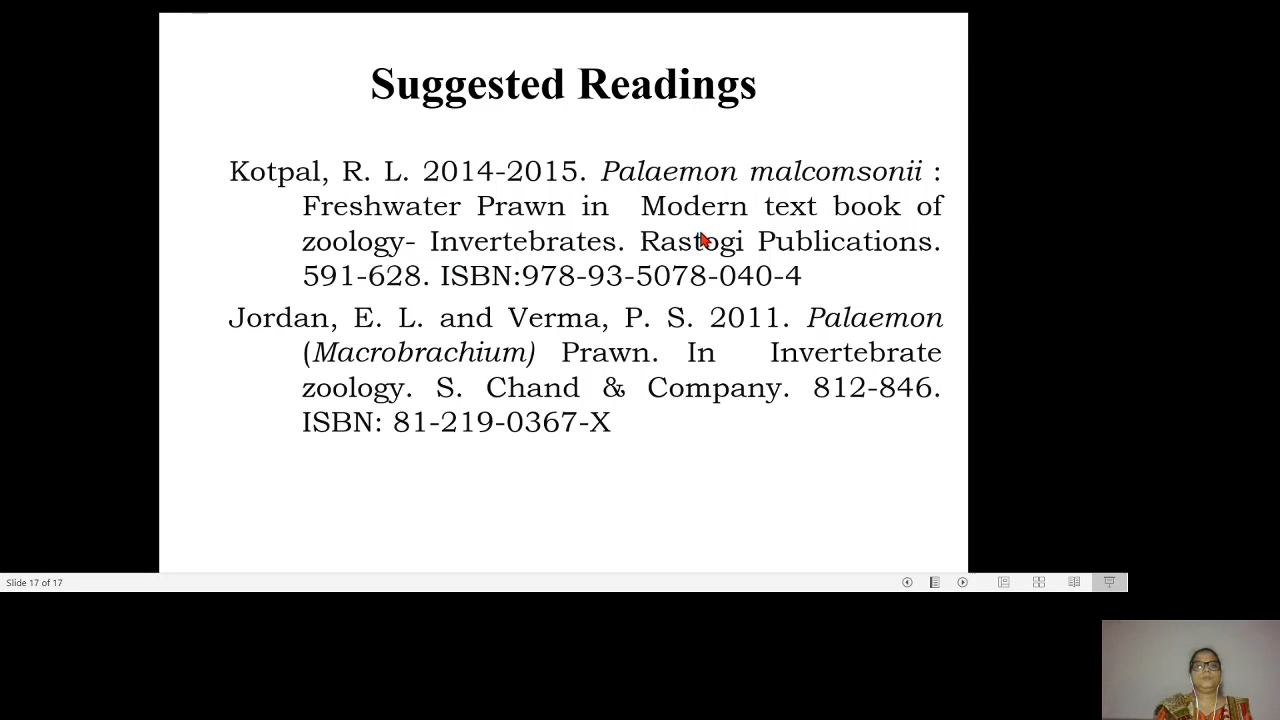 Suggested Readings
Kotpal, R. L. 2014-2015. Palaemon malcomsonii :
Freshwater Prawn in Modern text book of
zoology- Invertebrates. Rastogi Publications.
591-628. ISBN:978-93-5078-040-4
Jordan, E. L. and Verma, P. S. 2011. Palaemon
(Macrobrachium) Prawn. In Invertebrate
zoology. S. Chand & Company. 812-846.
ISBN: 81-219-0367-X
Slide 17 of 17